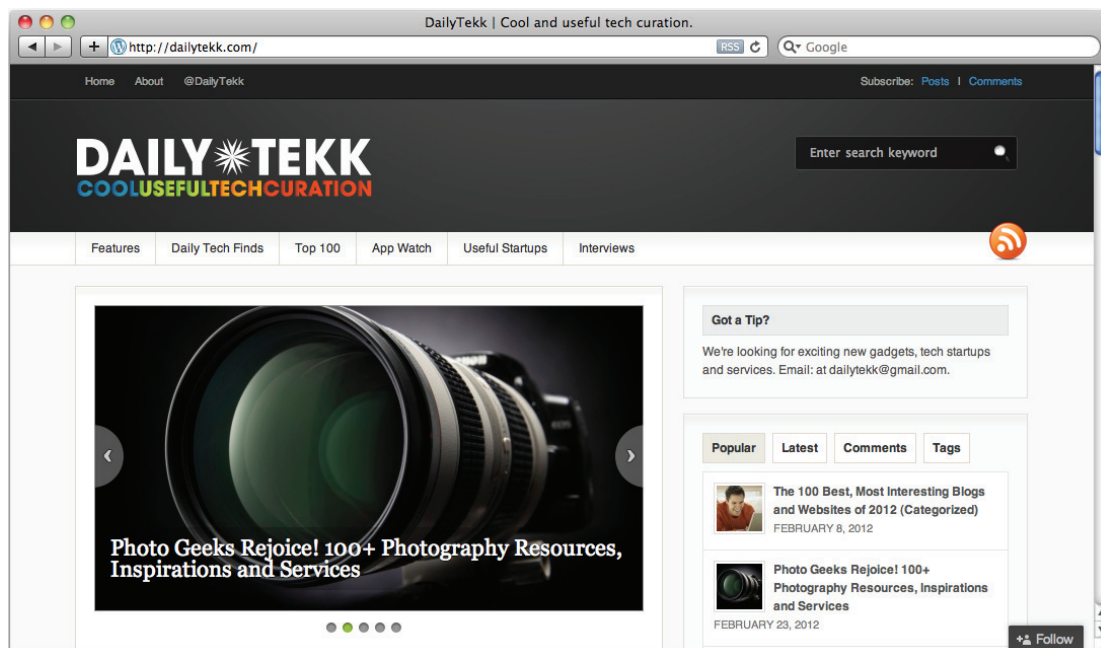 DailyTekk | Cool and useful tech curation.
http://dailytekk.com/
RSS
Google
Home About @DailyTekk
Subscribe: Posts | Comments
DAILY TEKK
COOLUSEFULTECHCURATION
Enter search keyword
Features Daily Tech Finds Top 100 App Watch Useful Startups Interviews
Photo Geeks Rejoice! 100+ Photography Resources,
Inspirations and Services
Got a Tip?
We're looking for exciting new gadgets, tech startups
and services. Email: at dailytekk@gmail.com.
Popular Latest Comments Tags
The 100 Best, Most Interesting Blogs
and Websites of 2012 (Categorized)
FEBRUARY 8, 2012
Photo Geeks Rejoice! 100+
Photography Resources, Inspirations
and Services
FEBRUARY 23, 2012
Follow